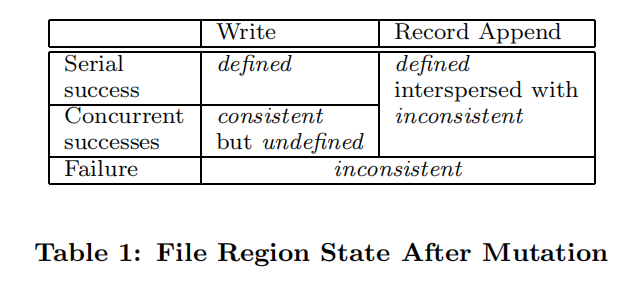 Write Record Append
Serial success defined defined interspersed with inconsistent
Concurrent successes consistent but undefined
Failure inconsistent
Table 1: File Region State After Mutation